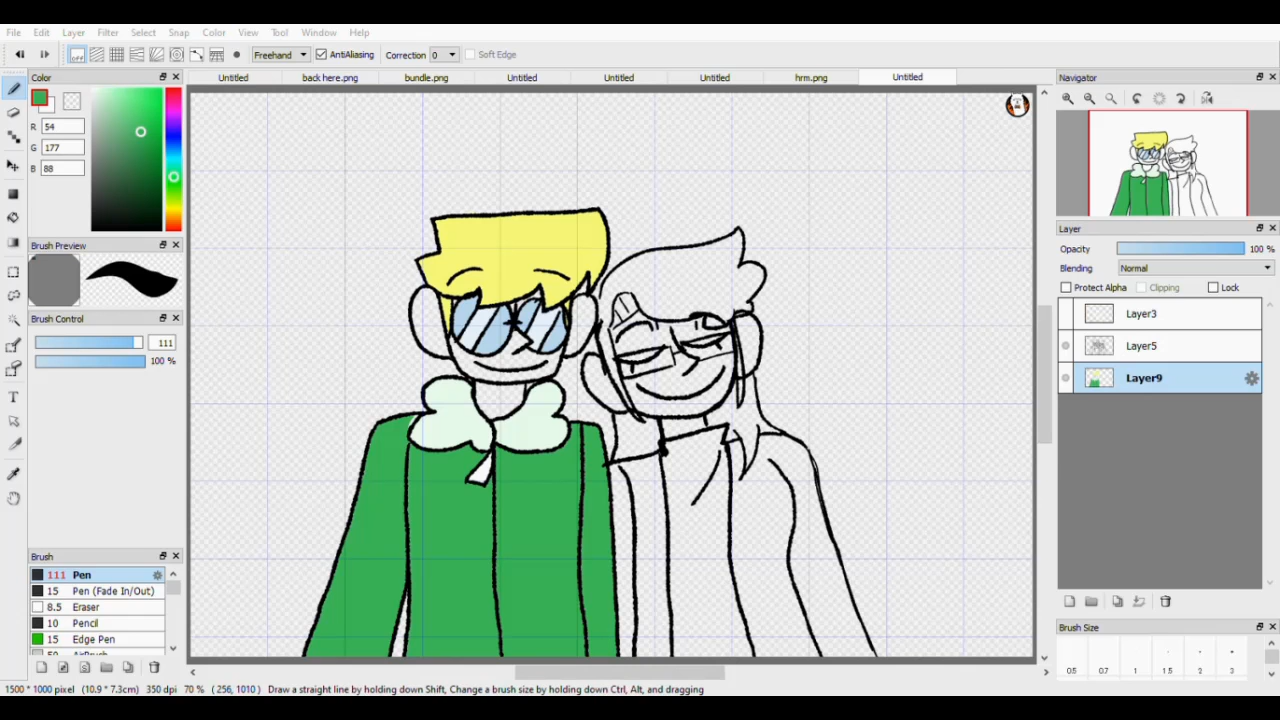 File Edit Layer Filter Select Snap Color View Tool Window Help
off Freehand AntiAliasing Correction 0 Soft Edge
Color
Untitled back here.png bundle.png Untitled Untitled Untitled hrm.png Untitled
Navigator
R 54
G 177
B 88
Brush Preview
Brush Control
111
100 %
Layer
Opacity 100 %
Blending Normal
Protect Alpha Clipping Lock
Layer3
Layer5
Layer9
Brush
111 Pen
15 Pen (Fade In/Out)
8.5 Eraser
10 Pencil
15 Edge Pen
50 AirBrush
Brush Size
0.5 0.7 1 1.5 2 3
1500 * 1000 pixel (10.9 * 7.3cm) 350 dpi 70 % ( 256, 1010 ) Draw a straight line by holding down Shift, Change a brush size by holding down Ctrl, Alt, and dragging